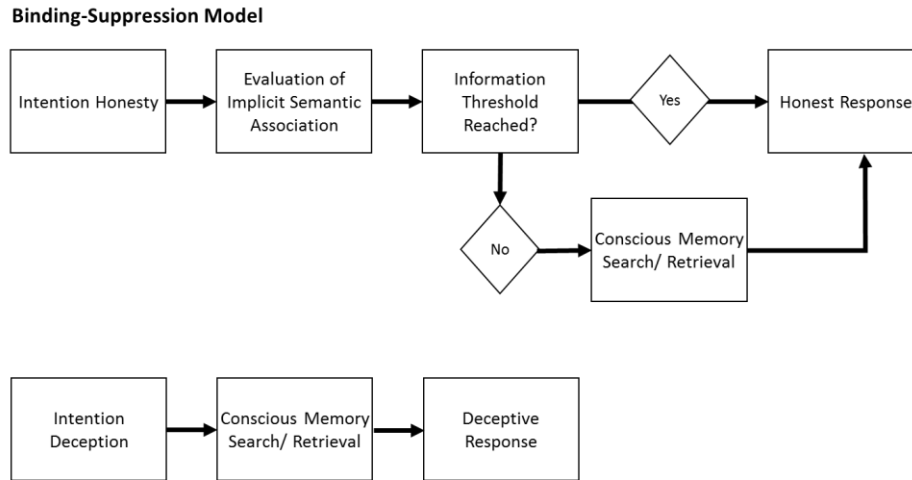 Binding-Suppression Model
Intention Honesty
Evaluation of
Implicit Semantic
Association
Information
Threshold
Reached?
Yes
Honest Response
No
Conscious Memory
Search/ Retrieval
Intention
Deception
Conscious Memory
Search/ Retrieval
Deceptive
Response